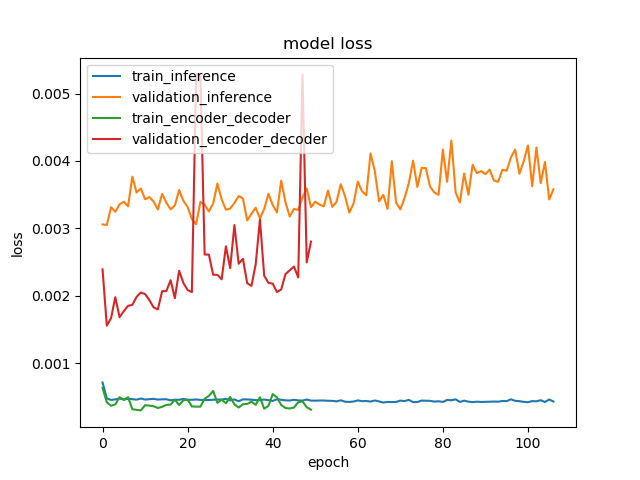 model loss
train_inference
validation_inference
train_encoder_decoder
validation_encoder_decoder
0.005
0.004
0.003
0.002
0.001
loss
0 20 40 60 80 100
epoch